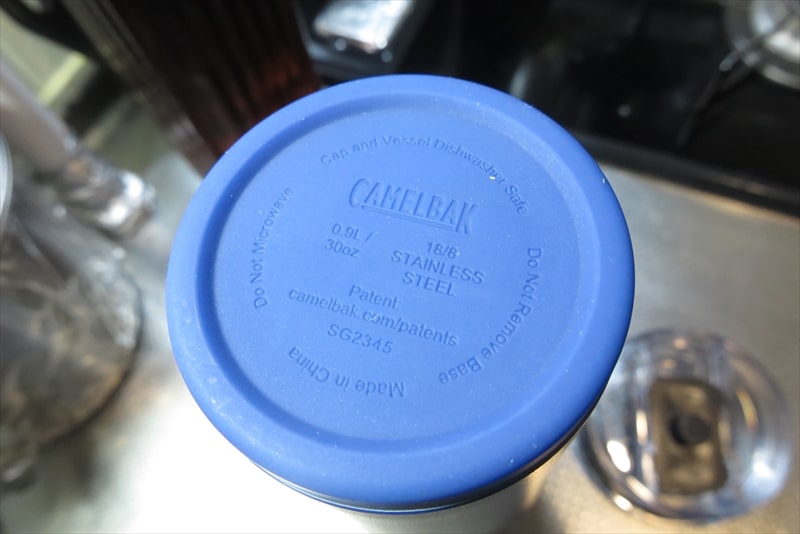 Cap and Vessel Dishwasher Safe
CAMELBAK
0.9L /
30oz
18/8
STAINLESS
STEEL
Patent:
camelbak.com/patents
SG2345
Do Not Microwave
Do Not Remove Base
Made in China